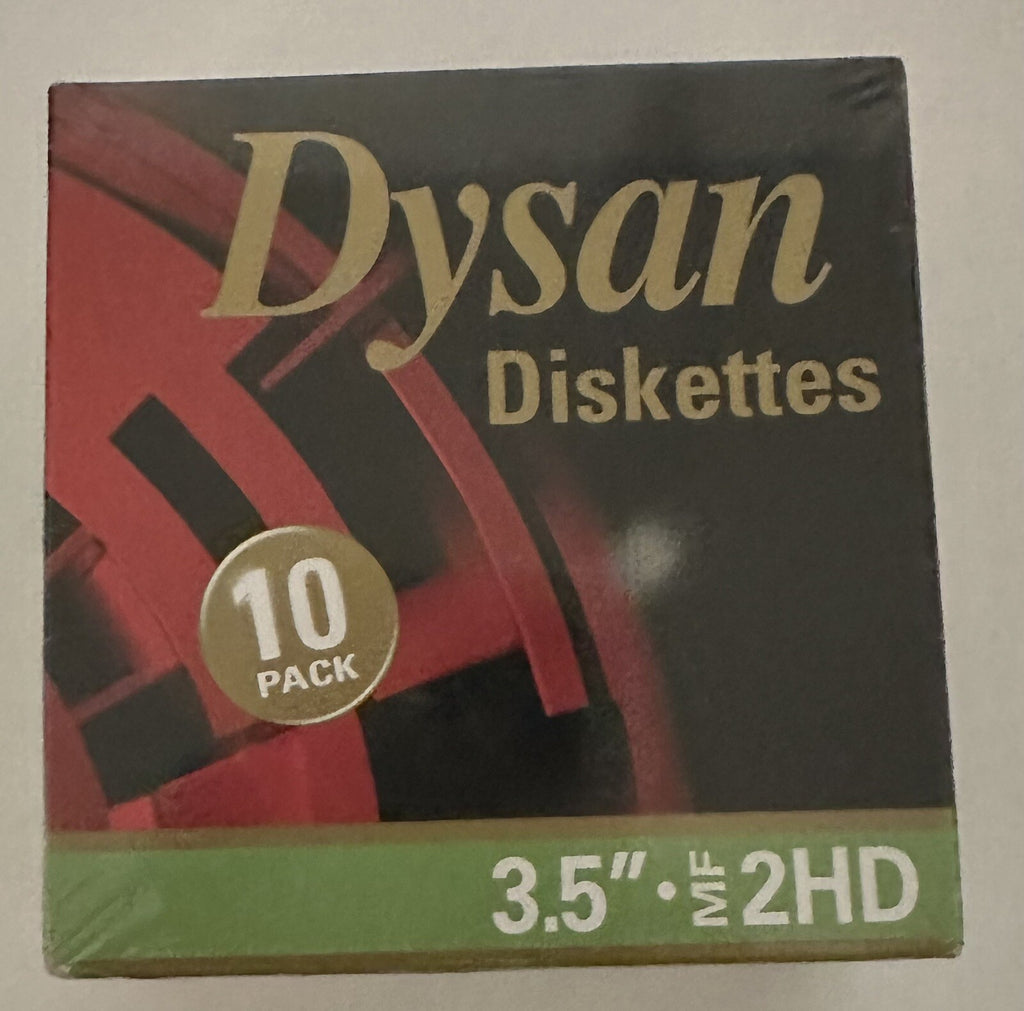 Dysan
Diskettes
10
PACK
3.5" • MF 2HD